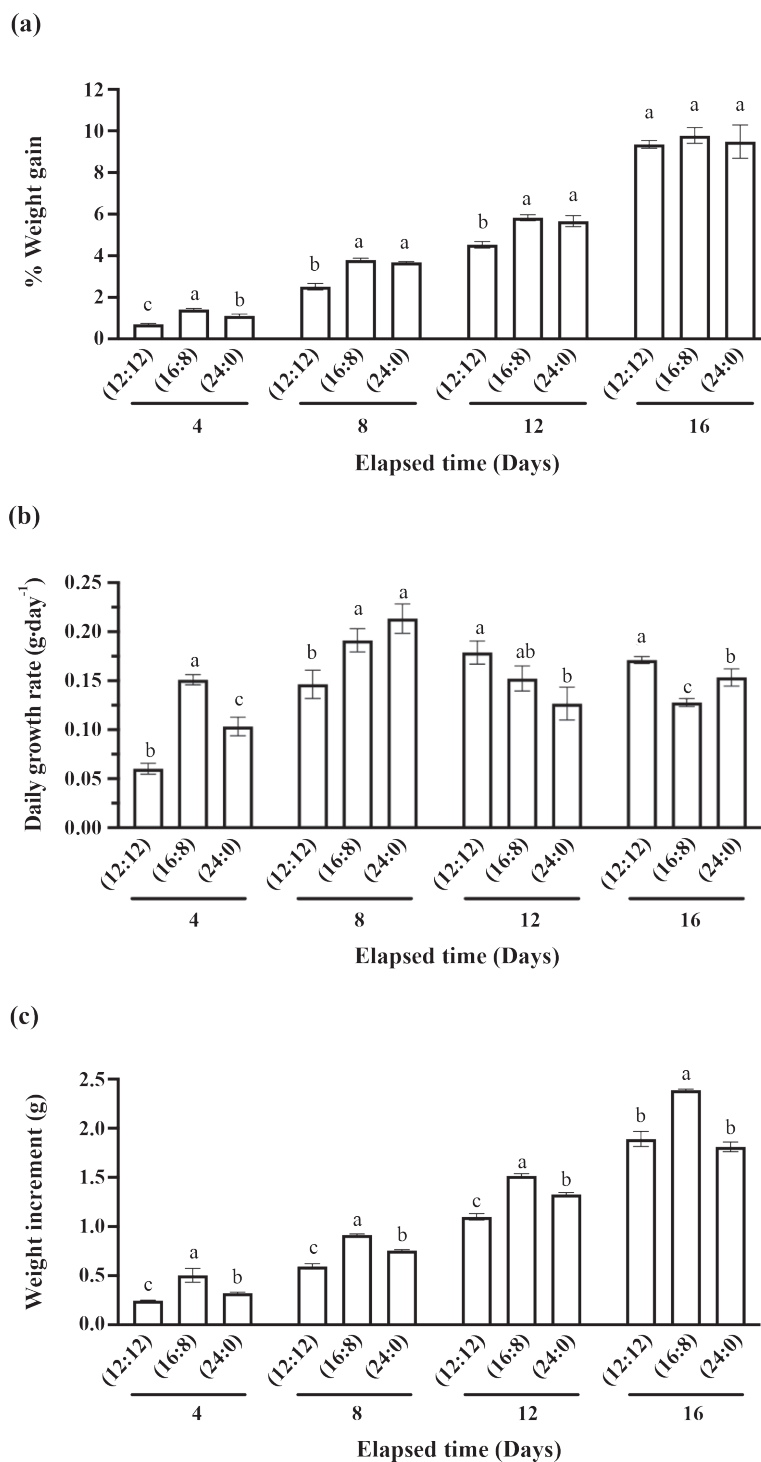 (a)
12
10
8
6
4
2
0
% Weight gain
c a b b a a b a a a a a
(12:12) (16:8) (24:0) (12:12) (16:8) (24:0) (12:12) (16:8) (24:0) (12:12) (16:8) (24:0)
4 8 12 16
Elapsed time (Days)
(b)
0.25
0.20
0.15
0.10
0.05
0.00
Daily growth rate (g·day⁻¹)
b a c b a a a ab b a c b
(12:12) (16:8) (24:0) (12:12) (16:8) (24:0) (12:12) (16:8) (24:0) (12:12) (16:8) (24:0)
4 8 12 16
Elapsed time (Days)
(c)
2.5
2.0
1.5
1.0
0.5
0.0
Weight increment (g)
c a b c a b c a b b a b
(12:12) (16:8) (24:0) (12:12) (16:8) (24:0) (12:12) (16:8) (24:0) (12:12) (16:8) (24:0)
4 8 12 16
Elapsed time (Days)